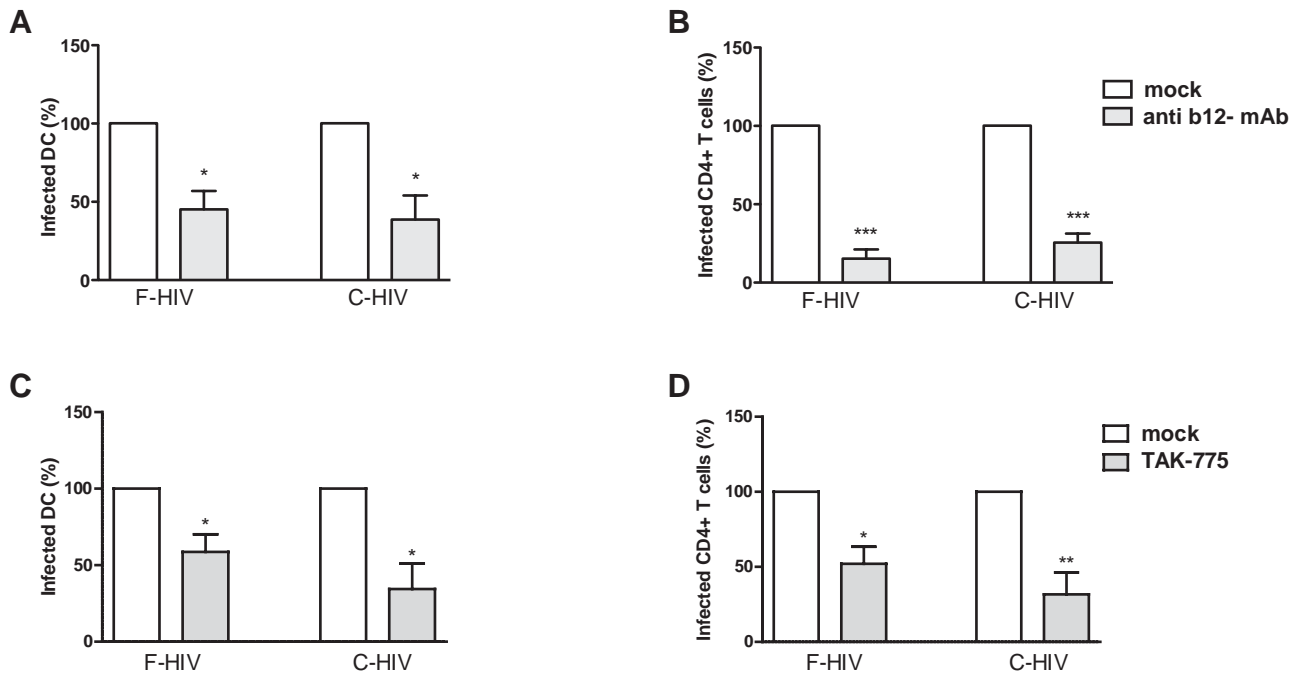 A
150
100
50
0
Infected DC (%)
*
*
F-HIV
C-HIV
B
150
100
50
0
Infected CD4+ T cells (%)
***
***
F-HIV
C-HIV
mock
anti b12- mAb
C
150
100
50
0
Infected DC (%)
*
*
F-HIV
C-HIV
D
150
100
50
0
Infected CD4+ T cells (%)
*
**
F-HIV
C-HIV
mock
TAK-775